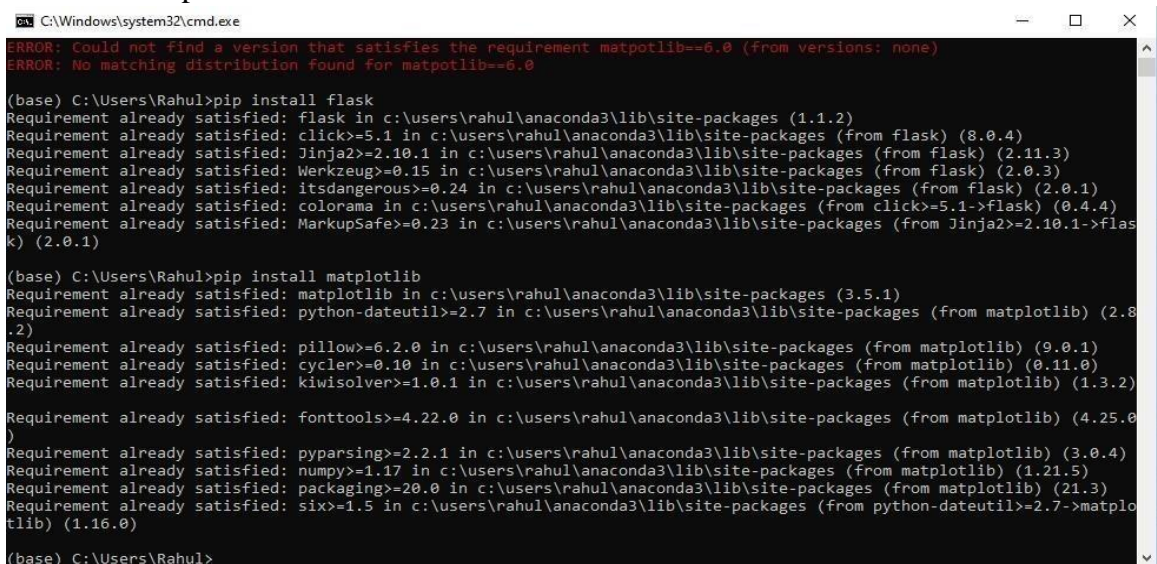 C:\Windows\system32\cmd.exe
ERROR: Could not find a version that satisfies the requirement matpotlib==6.0 (from versions: none)
ERROR: No matching distribution found for matpotlib==6.0
(base) C:\Users\Rahul>pip install flask
Requirement already satisfied: flask in c:\users\rahul\anaconda3\lib\site-packages (1.1.2)
Requirement already satisfied: click>=5.1 in c:\users\rahul\anaconda3\lib\site-packages (from flask) (8.0.4)
Requirement already satisfied: Jinja2>=2.10.1 in c:\users\rahul\anaconda3\lib\site-packages (from flask) (2.11.3)
Requirement already satisfied: Werkzeug>=0.15 in c:\users\rahul\anaconda3\lib\site-packages (from flask) (2.0.3)
Requirement already satisfied: itsdangerous>=0.24 in c:\users\rahul\anaconda3\lib\site-packages (from flask) (2.0.1)
Requirement already satisfied: colorama in c:\users\rahul\anaconda3\lib\site-packages (from click>=5.1->flask) (0.4.4)
Requirement already satisfied: MarkupSafe>=0.23 in c:\users\rahul\anaconda3\lib\site-packages (from Jinja2>=2.10.1->flas
k) (2.0.1)
(base) C:\Users\Rahul>pip install matplotlib
Requirement already satisfied: matplotlib in c:\users\rahul\anaconda3\lib\site-packages (3.5.1)
Requirement already satisfied: python-dateutil>=2.7 in c:\users\rahul\anaconda3\lib\site-packages (from matplotlib) (2.8
.2)
Requirement already satisfied: pillow>=6.2.0 in c:\users\rahul\anaconda3\lib\site-packages (from matplotlib) (9.0.1)
Requirement already satisfied: cycler>=0.10 in c:\users\rahul\anaconda3\lib\site-packages (from matplotlib) (0.11.0)
Requirement already satisfied: kiwisolver>=1.0.1 in c:\users\rahul\anaconda3\lib\site-packages (from matplotlib) (1.3.2)
Requirement already satisfied: fonttools>=4.22.0 in c:\users\rahul\anaconda3\lib\site-packages (from matplotlib) (4.25.0
)
Requirement already satisfied: pyparsing>=2.2.1 in c:\users\rahul\anaconda3\lib\site-packages (from matplotlib) (3.0.4)
Requirement already satisfied: numpy>=1.17 in c:\users\rahul\anaconda3\lib\site-packages (from matplotlib) (1.21.5)
Requirement already satisfied: packaging>=20.0 in c:\users\rahul\anaconda3\lib\site-packages (from matplotlib) (21.3)
Requirement already satisfied: six>=1.5 in c:\users\rahul\anaconda3\lib\site-packages (from python-dateutil>=2.7->matplo
tlib) (1.16.0)
(base) C:\Users\Rahul>